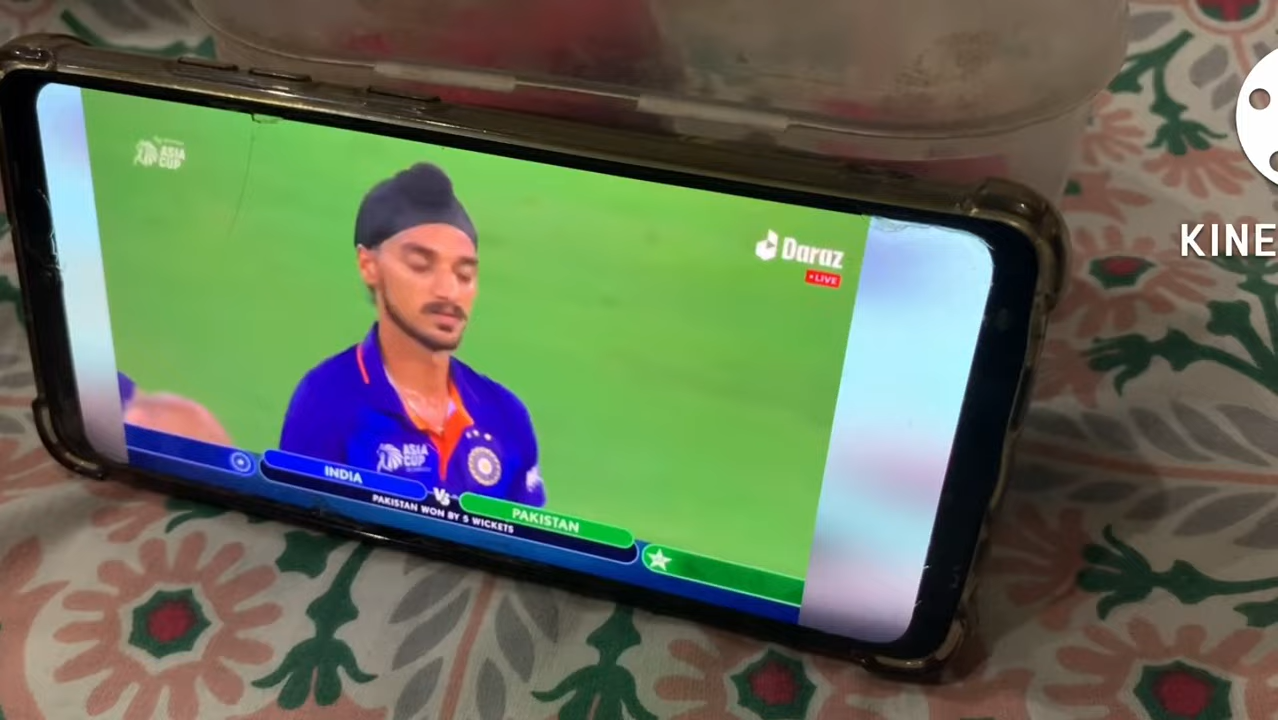 ASIA
CUP
Daraz
LIVE
KINE
ASIA
CUP
INDIA
VS
PAKISTAN
PAKISTAN WON BY 5 WICKETS